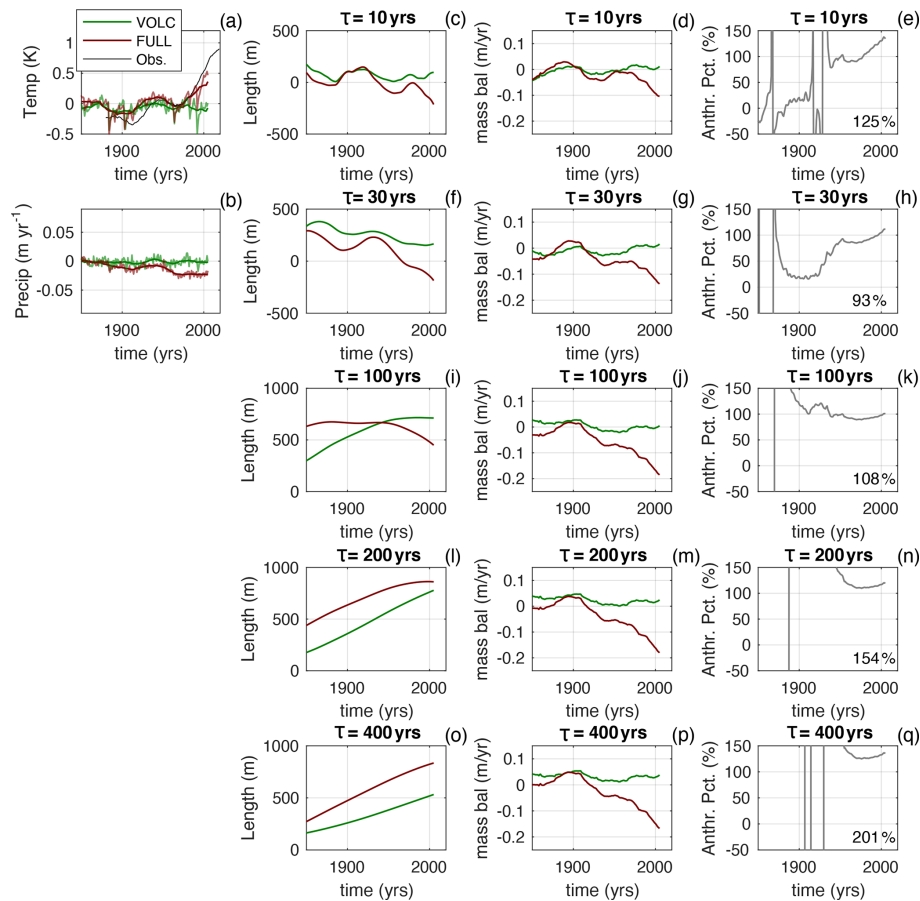 VOLC
FULL
Obs.
(a)
1
0.5
0
-0.5
Temp (K)
1900
2000
time (yrs)
τ = 10 yrs
(c)
500
0
-500
Length (m)
1900
2000
time (yrs)
τ = 10 yrs
(d)
0.1
0
-0.1
-0.2
mass bal (m/yr)
1900
2000
time (yrs)
τ = 10 yrs
(e)
150
100
50
0
-50
Anthr. Pct. (%)
125%
1900
2000
time (yrs)
(b)
0.05
0
-0.05
Precip (m yr⁻¹)
1900
2000
time (yrs)
τ = 30 yrs
(f)
500
0
-500
Length (m)
1900
2000
time (yrs)
τ = 30 yrs
(g)
0.1
0
-0.1
-0.2
mass bal (m/yr)
1900
2000
time (yrs)
τ = 30 yrs
(h)
150
100
50
0
-50
Anthr. Pct. (%)
93%
1900
2000
time (yrs)
τ = 100 yrs
(i)
1000
500
0
Length (m)
1900
2000
time (yrs)
τ = 100 yrs
(j)
0.1
0
-0.1
-0.2
mass bal (m/yr)
1900
2000
time (yrs)
τ = 100 yrs
(k)
150
100
50
0
-50
Anthr. Pct. (%)
108%
1900
2000
time (yrs)
τ = 200 yrs
(l)
1000
500
0
Length (m)
1900
2000
time (yrs)
τ = 200 yrs
(m)
0.1
0
-0.1
-0.2
mass bal (m/yr)
1900
2000
time (yrs)
τ = 200 yrs
(n)
150
100
50
0
-50
Anthr. Pct. (%)
154%
1900
2000
time (yrs)
τ = 400 yrs
(o)
1000
500
0
Length (m)
1900
2000
time (yrs)
τ = 400 yrs
(p)
0.1
0
-0.1
-0.2
mass bal (m/yr)
1900
2000
time (yrs)
τ = 400 yrs
(q)
150
100
50
0
-50
Anthr. Pct. (%)
201%
1900
2000
time (yrs)